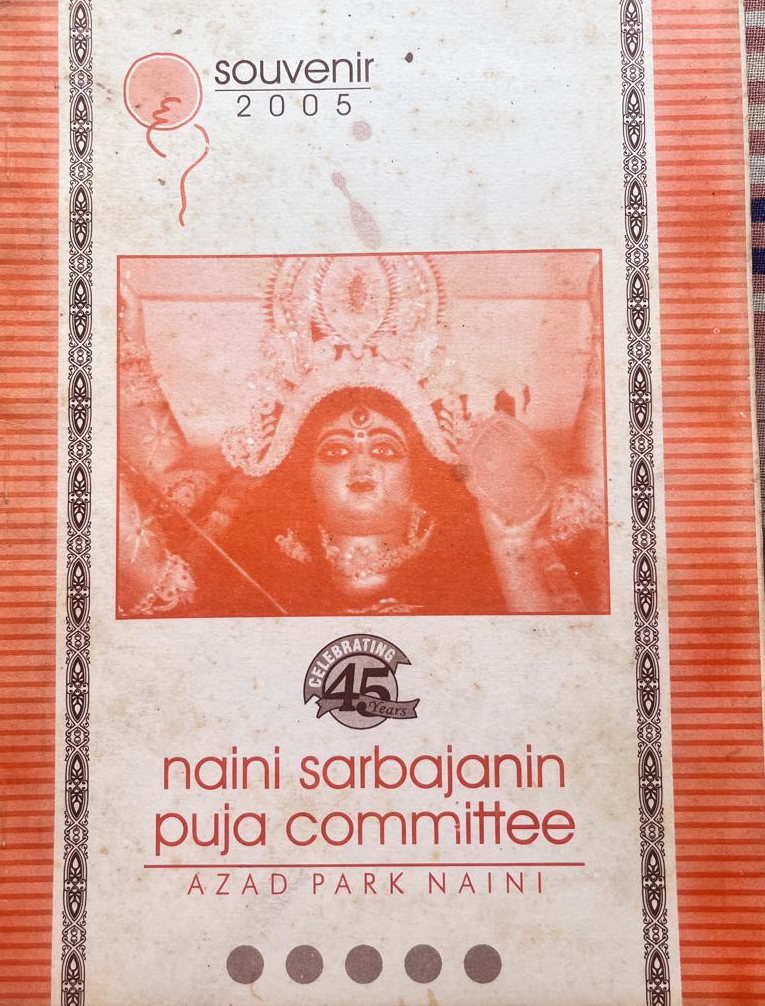 souvenir
2005
CELEBRATING
45
Years
naini sarbajanin
puja committee
AZAD PARK NAINI